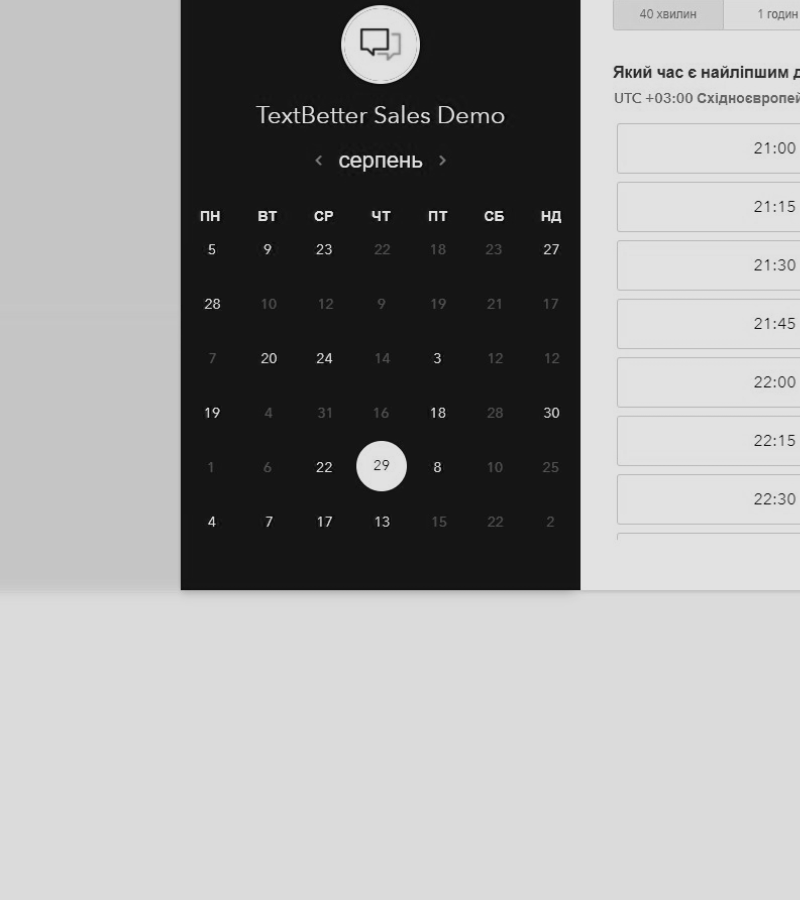 TextBetter Sales Demo
серпень
ПН ВТ СР ЧТ ПТ СБ НД
5 9 23 22 18 23 27
28 10 12 9 19 21 17
7 20 24 14 3 12 12
19 4 31 16 18 28 30
1 6 22 29 8 10 25
4 7 17 13 15 22 2
40 хвилин 1 годин
Який час є найліпшим д
UTC +03:00 Східноєвропей
21:00
21:15
21:30
21:45
22:00
22:15
22:30